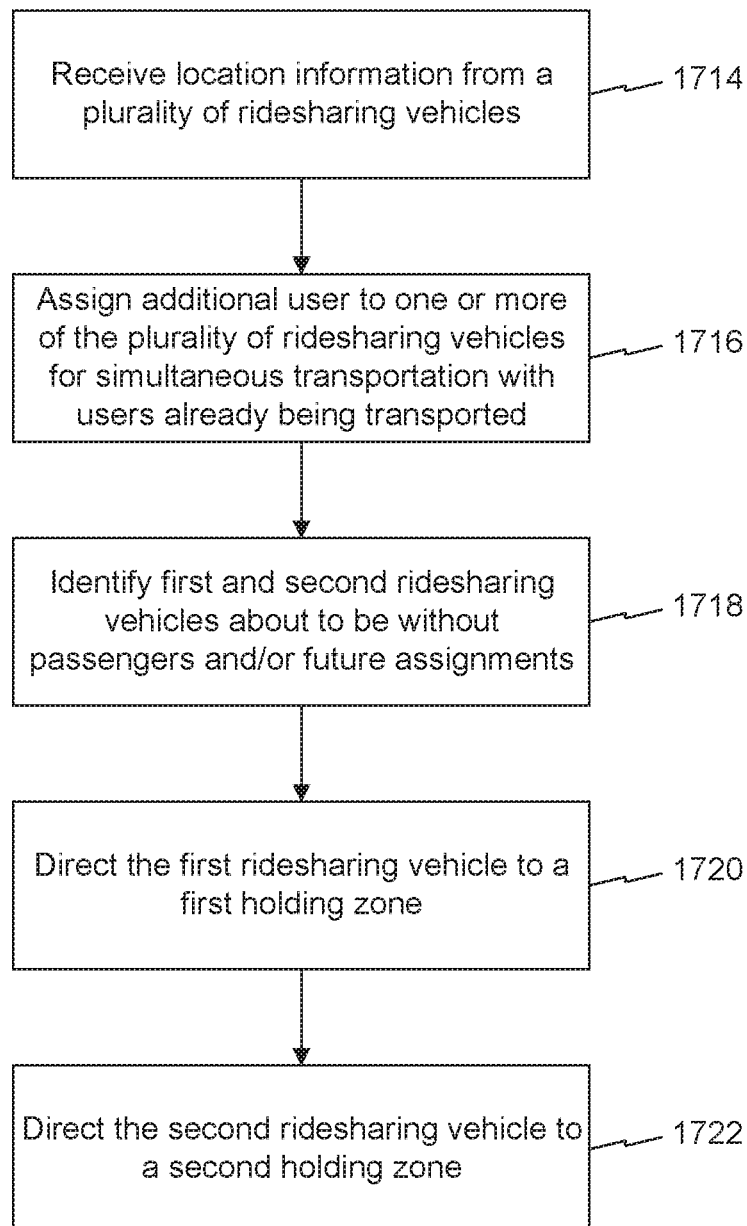 Receive location information from a
plurality of ridesharing vehicles
1714
Assign additional user to one or more
of the plurality of ridesharing vehicles
for simultaneous transportation with
users already being transported
1716
Identify first and second ridesharing
vehicles about to be without
passengers and/or future assignments
1718
Direct the first ridesharing vehicle to a
first holding zone
1720
Direct the second ridesharing vehicle to
a second holding zone
1722